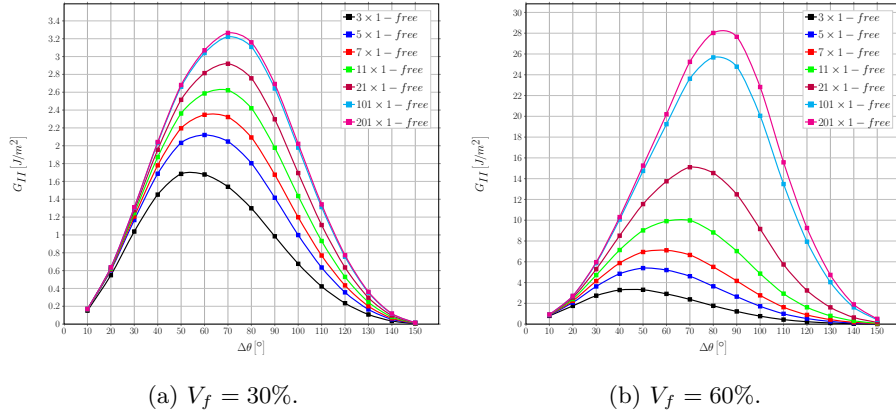 3.4
3.2
3
2.8
2.6
2.4
2.2
2
1.8
1.6
1.4
1.2
1
0.8
0.6
0.4
0.2
0
G_{II} [J/m²]
0 10 20 30 40 50 60 70 80 90 100 110 120 130 140 150
Δθ[°]
3 × 1 − free
5 × 1 − free
7 × 1 − free
11 × 1 − free
21 × 1 − free
101 × 1 − free
201 × 1 − free
(a) V_f = 30%.
30
28
26
24
22
20
18
16
14
12
10
8
6
4
2
0
G_{II} [J/m²]
0 10 20 30 40 50 60 70 80 90 100 110 120 130 140 150
Δθ[°]
3 × 1 − free
5 × 1 − free
7 × 1 − free
11 × 1 − free
21 × 1 − free
101 × 1 − free
201 × 1 − free
(b) V_f = 60%.